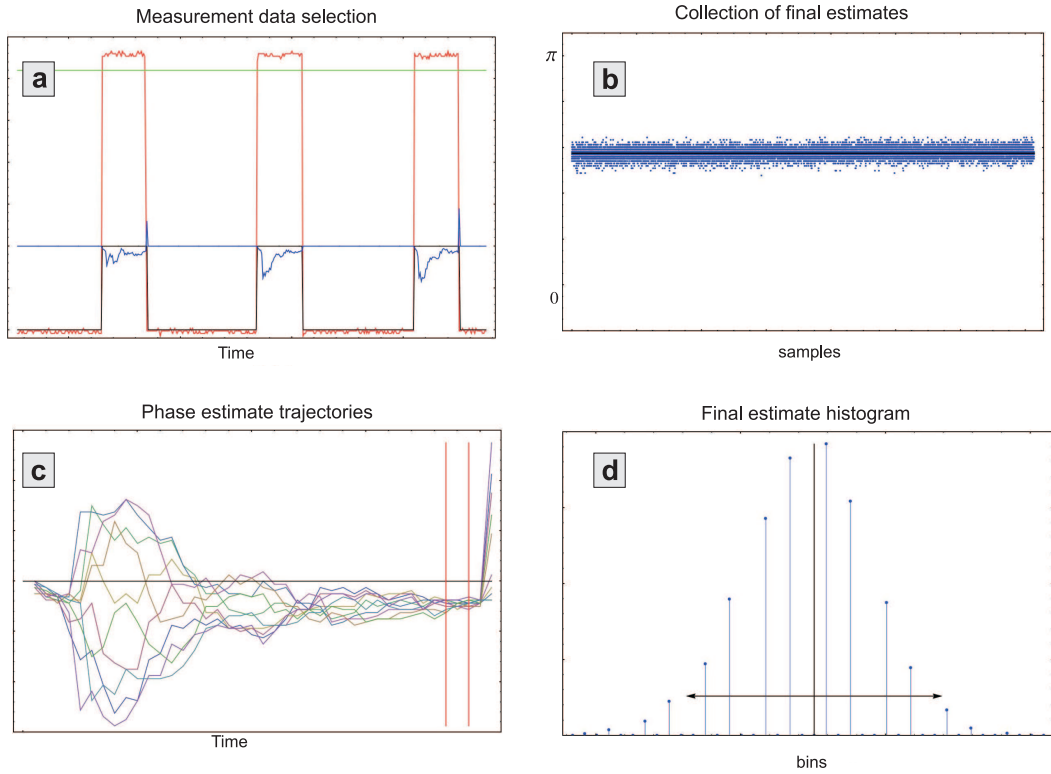 Measurement data selection
a
Time
Collection of final estimates
π
b
0
samples
Phase estimate trajectories
c
Time
Final estimate histogram
d
bins